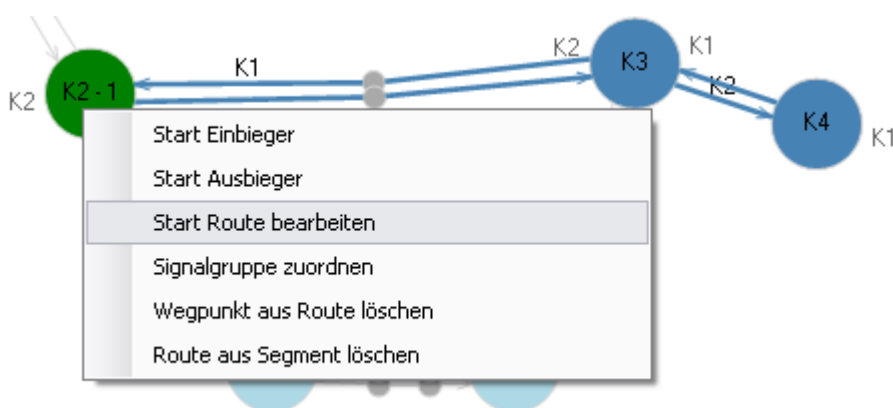 K2
K1
K2 - 1
K1
K3
K2
K2
K4
K1
Start Einbieger
Start Ausbieger
Start Route bearbeiten
Signalgruppe zuordnen
Wegpunkt aus Route löschen
Route aus Segment löschen